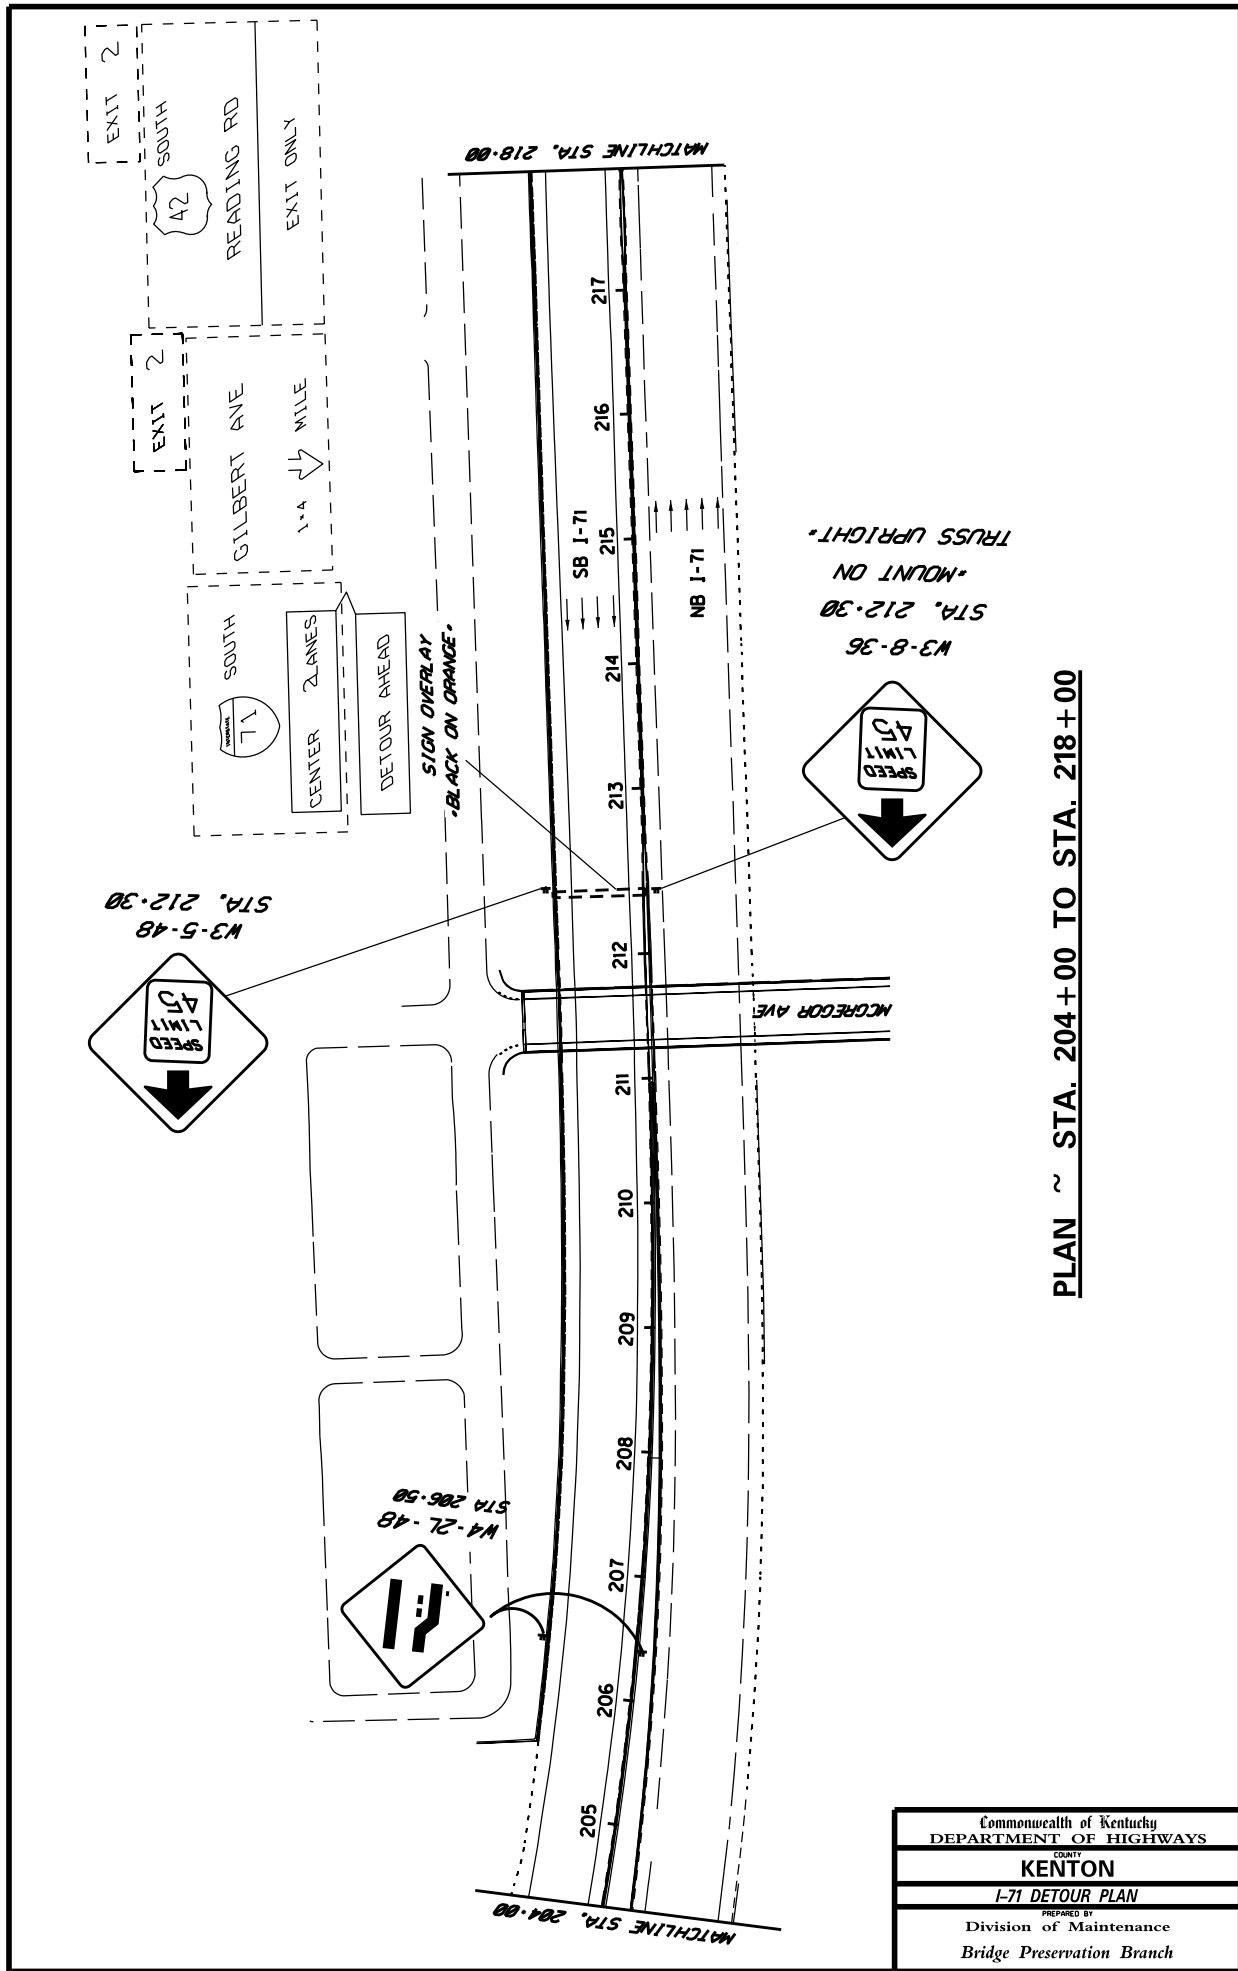 EXIT 2
SOUTH
42
READING RD
EXIT ONLY
EXIT 2
GILBERT AVE
1•4 MILE
SOUTH
INTERSTATE
71
CENTER 2LANES
DETOUR AHEAD
SIGN OVERLAY
•BLACK ON ORANGE•
MATCHLINE STA. 218•00
217
216
215
214
213
212
211
210
209
208
207
206
205
SB I-71
NB I-71
W3-8-36
STA. 212•30
*MOUNT ON
TRUSS UPRIGHT*
SPEED
LIMIT
45
W3-5-48
STA. 212•30
SPEED
LIMIT
45
MCGREGOR AVE
W4-2L-48
STA 206•50
MATCHLINE STA. 204•00
PLAN ~ STA. 204+00 TO STA. 218+00
Commonwealth of Kentucky
DEPARTMENT OF HIGHWAYS
COUNTY
KENTON
I-71 DETOUR PLAN
PREPARED BY
Division of Maintenance
Bridge Preservation Branch